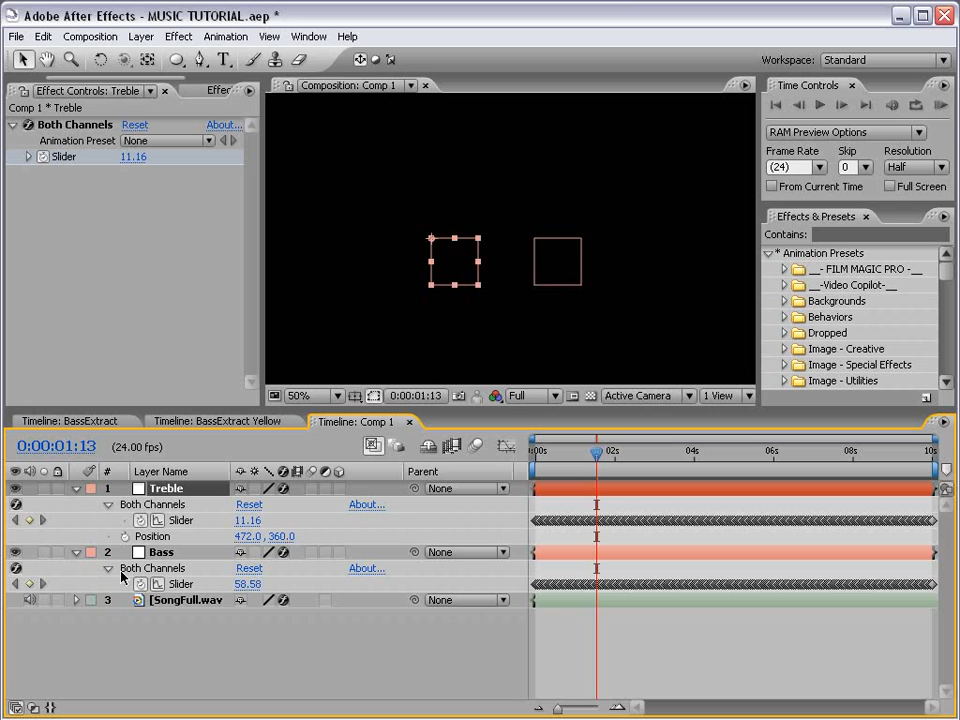 Adobe After Effects - MUSIC TUTORIAL.aep *
File Edit Composition Layer Effect Animation View Window Help
Workspace: Standard
Effect Controls: Treble
Effec
Comp 1 * Treble
Both Channels Reset About...
Animation Preset None
Slider 11.16
Composition: Comp 1
50% 0:00:01:13 Full Active Camera 1 View
Time Controls
RAM Preview Options
Frame Rate Skip Resolution
(24) 0 Half
From Current Time Full Screen
Effects & Presets
Contains:
* Animation Presets
__- FILM MAGIC PRO -__
__-Video Copilot-__
Backgrounds
Behaviors
Dropped
Image - Creative
Image - Special Effects
Image - Utilities
Timeline: BassExtract Timeline: BassExtract Yellow Timeline: Comp 1
0:00:01:13 (24.00 fps)
:00s 02s 04s 06s 08s 10s
# Layer Name Parent
1 Treble None
Both Channels Reset About...
Slider 11.16
Position 472.0, 360.0
2 Bass None
Both Channels Reset About...
Slider 58.58
3 [SongFull.wav None